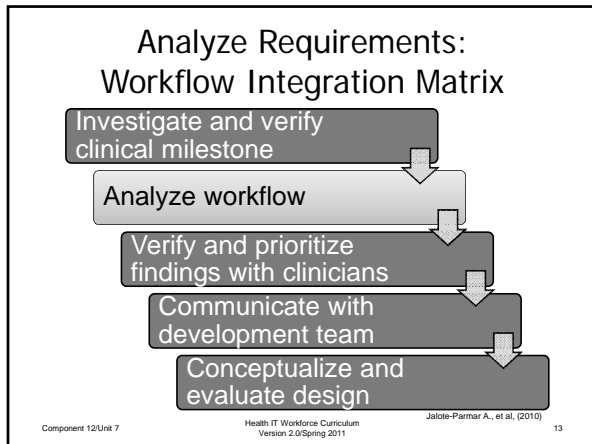 Analyze Requirements:
Workflow Integration Matrix
Investigate and verify
clinical milestone
Analyze workflow
Verify and prioritize
findings with clinicians
Communicate with
development team
Conceptualize and
evaluate design
Jalote-Parmar A., et al, (2010)
Component 12/Unit 7
Health IT Workforce Curriculum
Version 2.0/Spring 2011
13